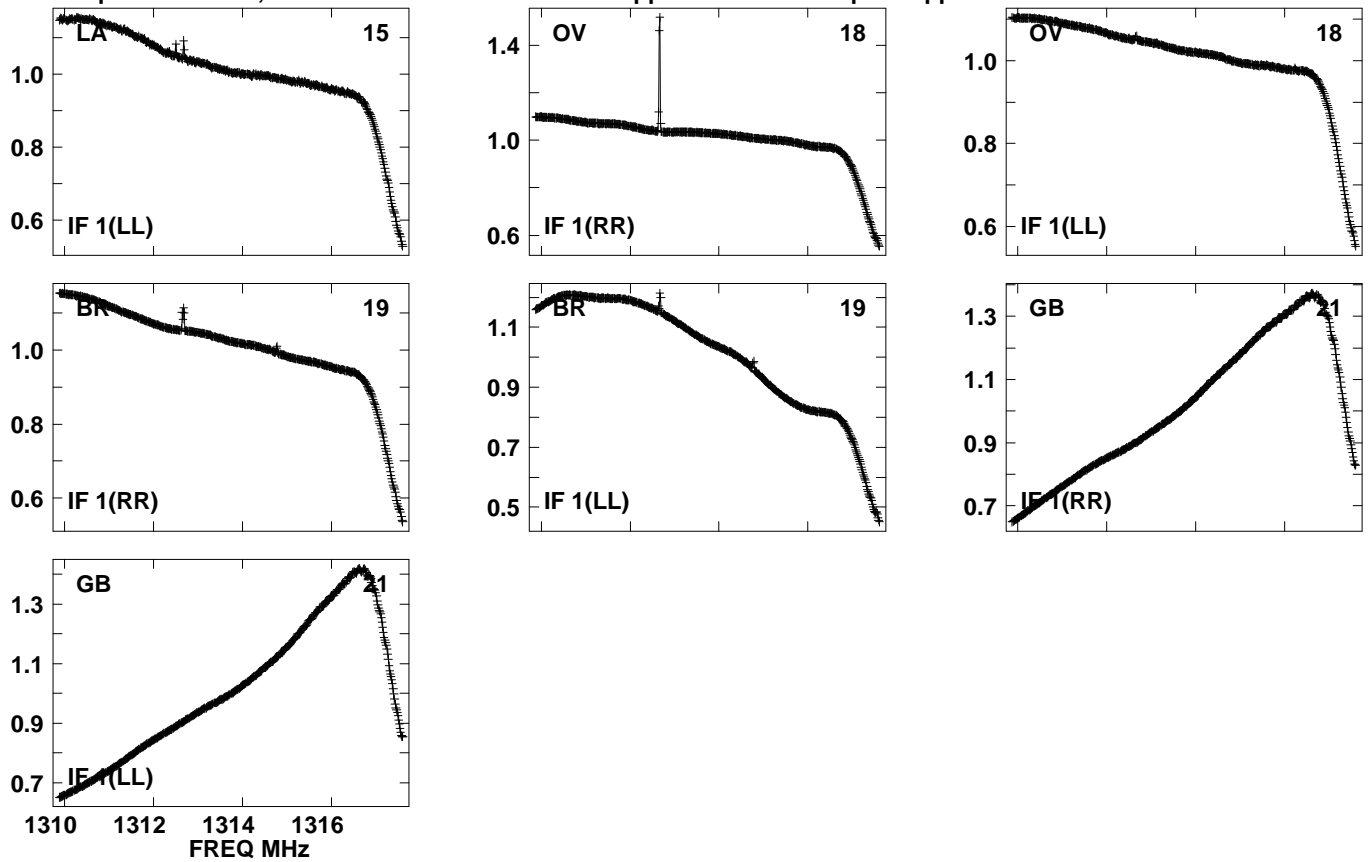 LA 15
1.0
0.8
0.6
IF 1(LL)
OV 18
1.4
1.0
0.6
IF 1(RR)
OV 18
1.0
0.8
0.6
IF 1(LL)
BR 19
1.0
0.8
0.6
IF 1(RR)
BR 19
1.1
0.9
0.7
0.5
IF 1(LL)
GB 21
1.3
1.1
0.9
0.7
IF 1(RR)
GB 21
1.3
1.1
0.9
0.7
IF 1(LL)
1310 1312 1314 1316
FREQ MHz